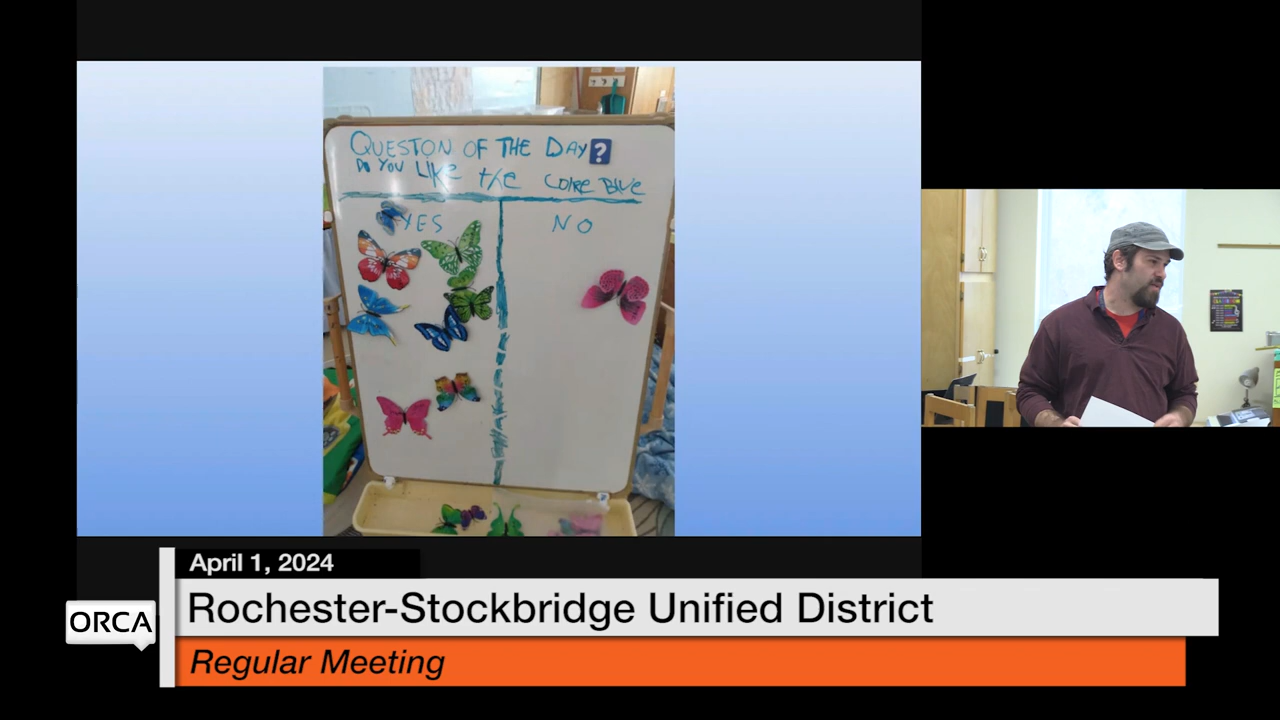 QUESTON OF THE DAY?
DO YOU LIKE the COLRE BLUE
YES
NO
April 1, 2024
Rochester-Stockbridge Unified District
ORCA
Regular Meeting